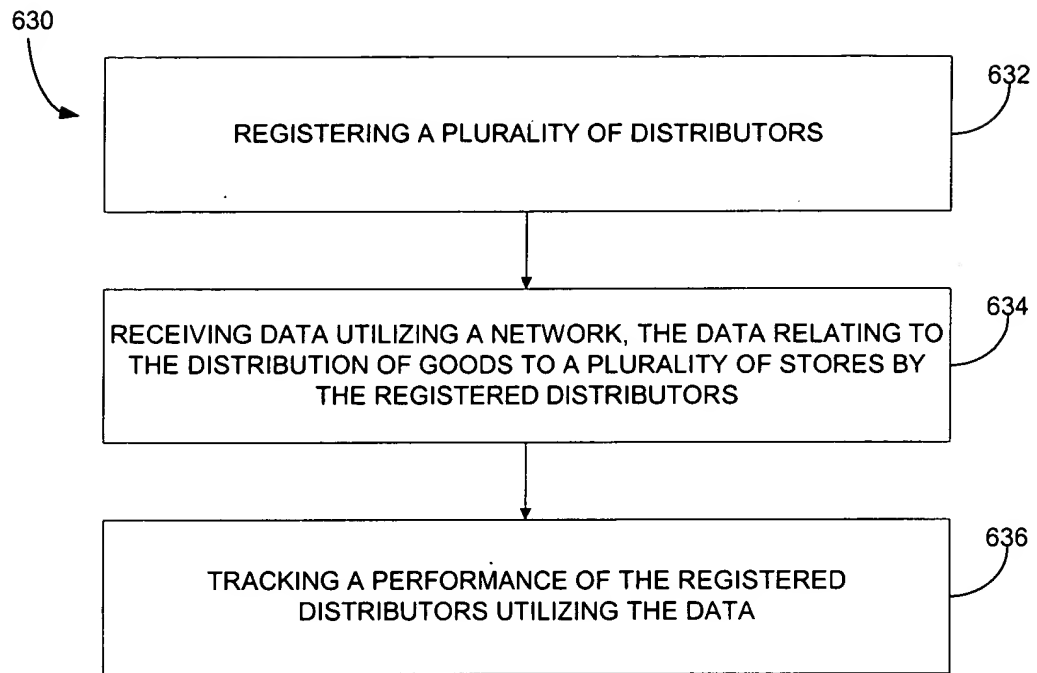 630
632
REGISTERING A PLURALITY OF DISTRIBUTORS
634
RECEIVING DATA UTILIZING A NETWORK, THE DATA RELATING TO
THE DISTRIBUTION OF GOODS TO A PLURALITY OF STORES BY
THE REGISTERED DISTRIBUTORS
636
TRACKING A PERFORMANCE OF THE REGISTERED
DISTRIBUTORS UTILIZING THE DATA